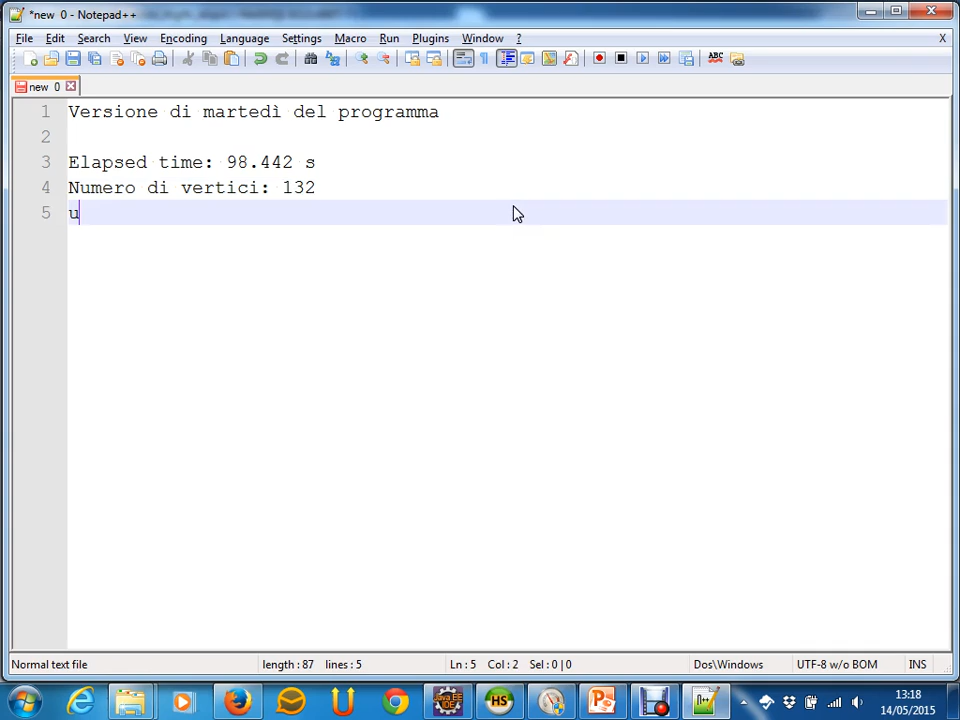 *new 0 - Notepad++
File Edit Search View Encoding Language Settings Macro Run Plugins Window ? X
new 0
1 Versione di martedì del programma
2
3 Elapsed time: 98.442 s
4 Numero di vertici: 132
5 u
Normal text file length : 87 lines : 5 Ln : 5 Col : 2 Sel : 0 | 0 Dos\Windows UTF-8 w/o BOM INS
13:18
14/05/2015